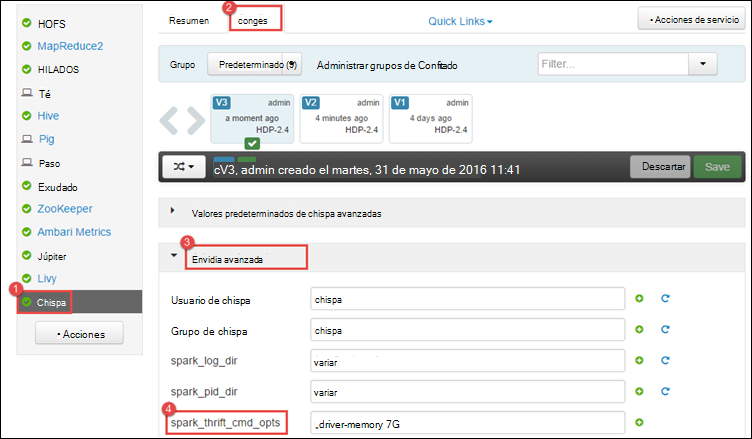 2
Resumen
conges
Quick Links
Acciones de servicio
HOFS
MapReduce2
HILADOS
Té
Hive
Pig
Paso
Exudado
ZooKeeper
Ambari Metrics
Júpiter
Livy
1
Chispa
Acciones
Grupo
Predeterminado (9)
Administrar grupos de Confitado
Filter...
V3 admin
a moment ago
HDP-2.4
V2 admin
4 minutes ago
HDP-2.4
V1 admin
4 days ago
HDP-2.4
cV3, admin creado el martes, 31 de mayo de 2016 11:41
Descartar
Save
Valores predeterminados de chispa avanzadas
3
Envidia avanzada
Usuario de chispa
chispa
Grupo de chispa
chispa
spark_log_dir
variar
spark_pid_dir
variar
4
spark_thrift_cmd_opts
driver-memory 7G